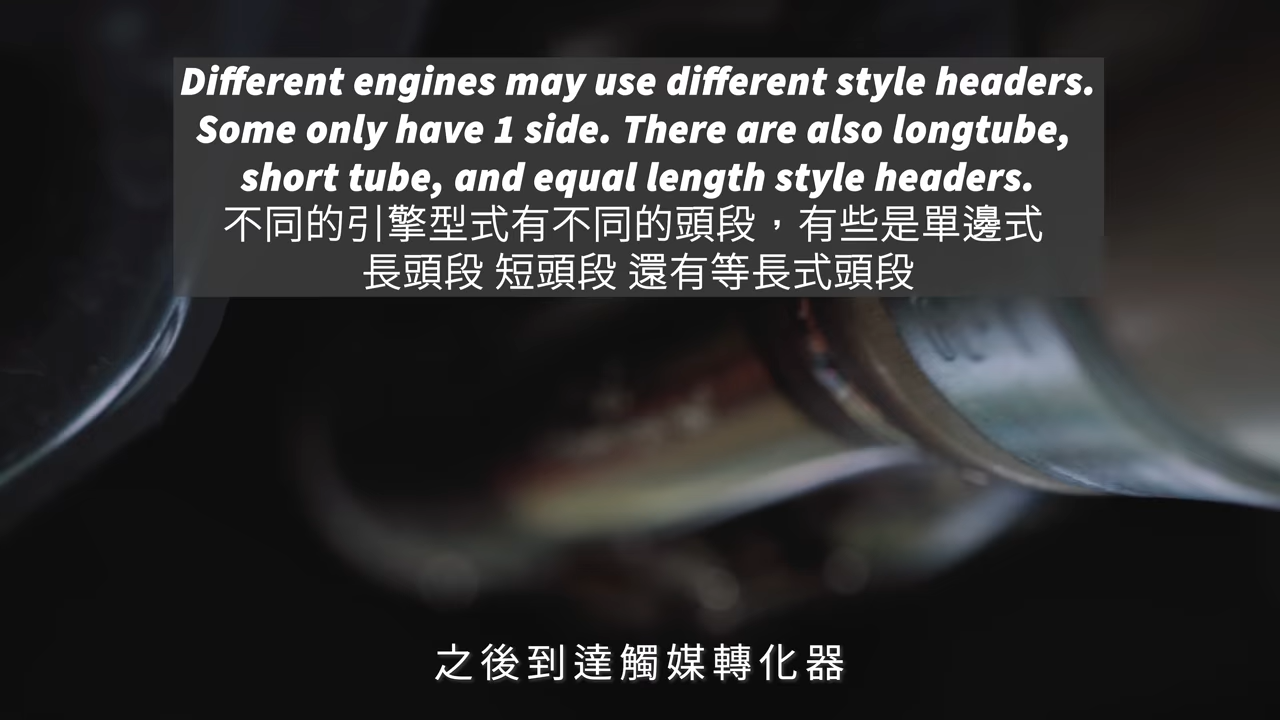 Different engines may use different style headers.
Some only have 1 side. There are also longtube,
short tube, and equal length style headers.
不同的引擎型式有不同的頭段，有些是單邊式
長頭段 短頭段 還有等長式頭段
之後到達觸媒轉化器